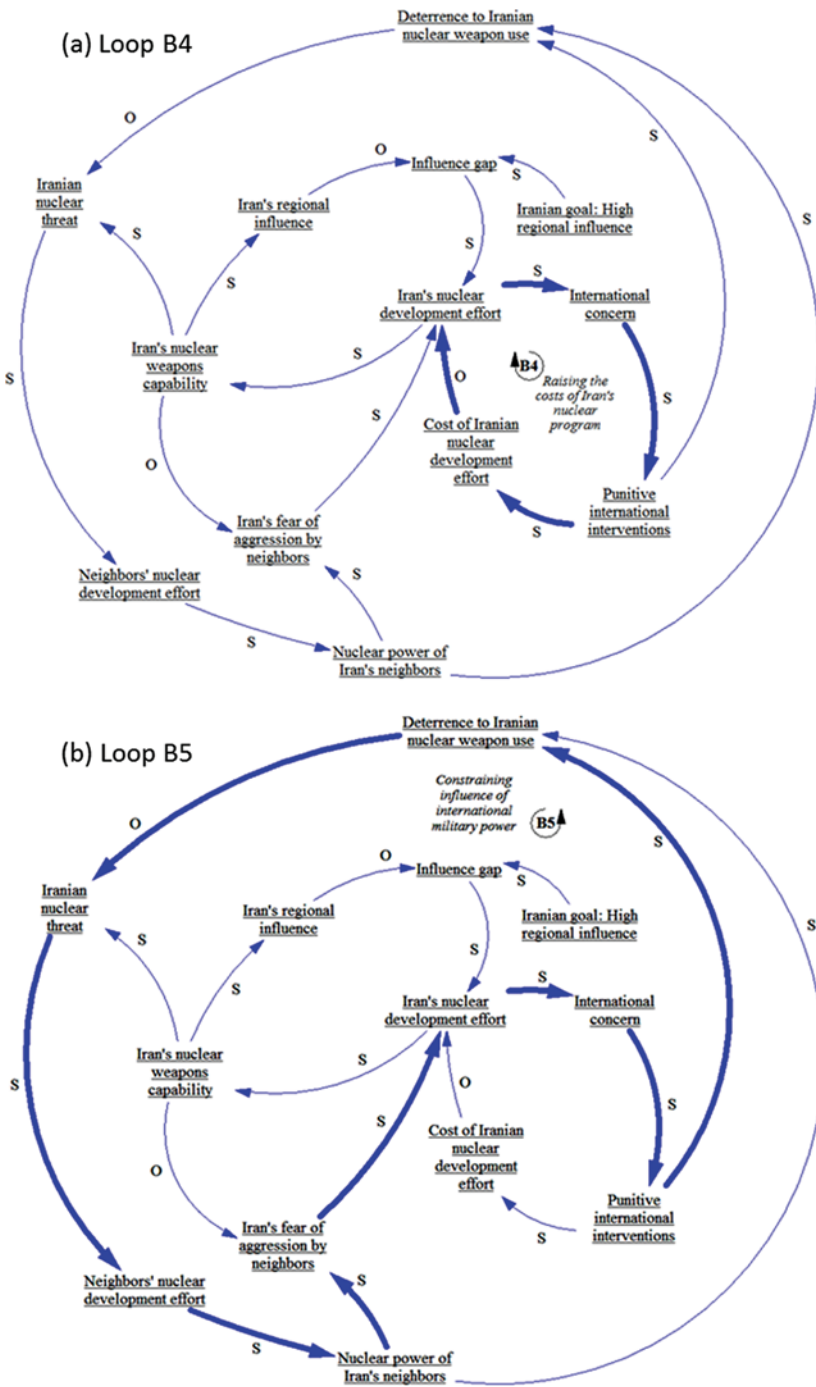 (a) Loop B4
Deterrence to Iranian
nuclear weapon use
O
S
S
Iranian
nuclear
threat
O
Influence gap
S
Iran's regional
influence
Iranian goal: High
regional influence
S
S
S
Iran's nuclear
development effort
S
International
concern
S
Iran's nuclear
weapons
capability
S
B4
Raising the
costs of Iran's
nuclear
program
O
S
S
Cost of Iranian
nuclear
development
effort
O
Punitive
international
interventions
S
Iran's fear of
aggression by
neighbors
S
Neighbors' nuclear
development effort
S
Nuclear power of
Iran's neighbors
(b) Loop B5
Deterrence to Iranian
nuclear weapon use
Constraining
influence of
international
military power
B5
O
S
S
Iranian
nuclear
threat
O
Influence gap
S
Iran's regional
influence
Iranian goal: High
regional influence
S
S
S
Iran's nuclear
development effort
S
International
concern
S
Iran's nuclear
weapons
capability
S
O
S
S
Cost of Iranian
nuclear
development
effort
O
Punitive
international
interventions
S
Iran's fear of
aggression by
neighbors
S
Neighbors' nuclear
development effort
S
Nuclear power of
Iran's neighbors